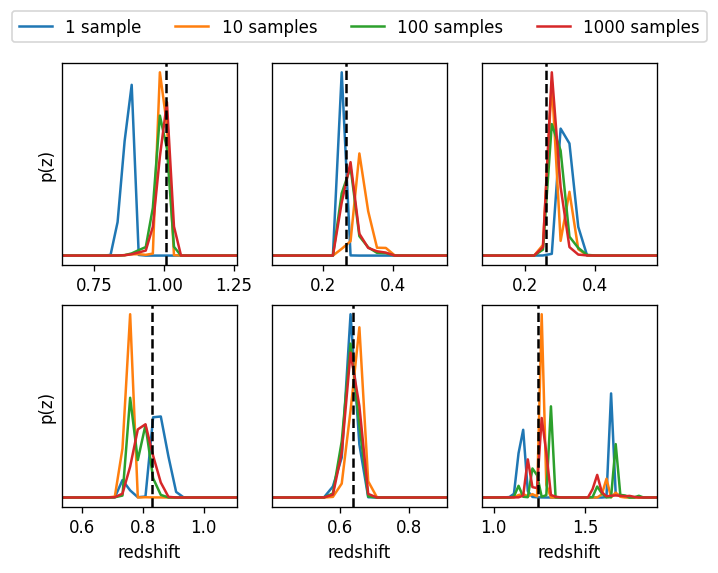 1 sample 10 samples 100 samples 1000 samples
p(z)
0.75 1.00 1.25 0.2 0.4 0.2 0.4
p(z)
0.6 0.8 1.0 0.6 0.8 1.0 1.5
redshift redshift redshift